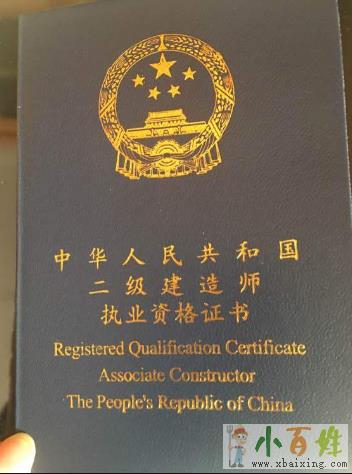 中华人民共和国
二级建造师
执业资格证书
Registered Qualification Certificate
Associate Constructor
The People's Republic of China
小百姓
www.xbaixing.com